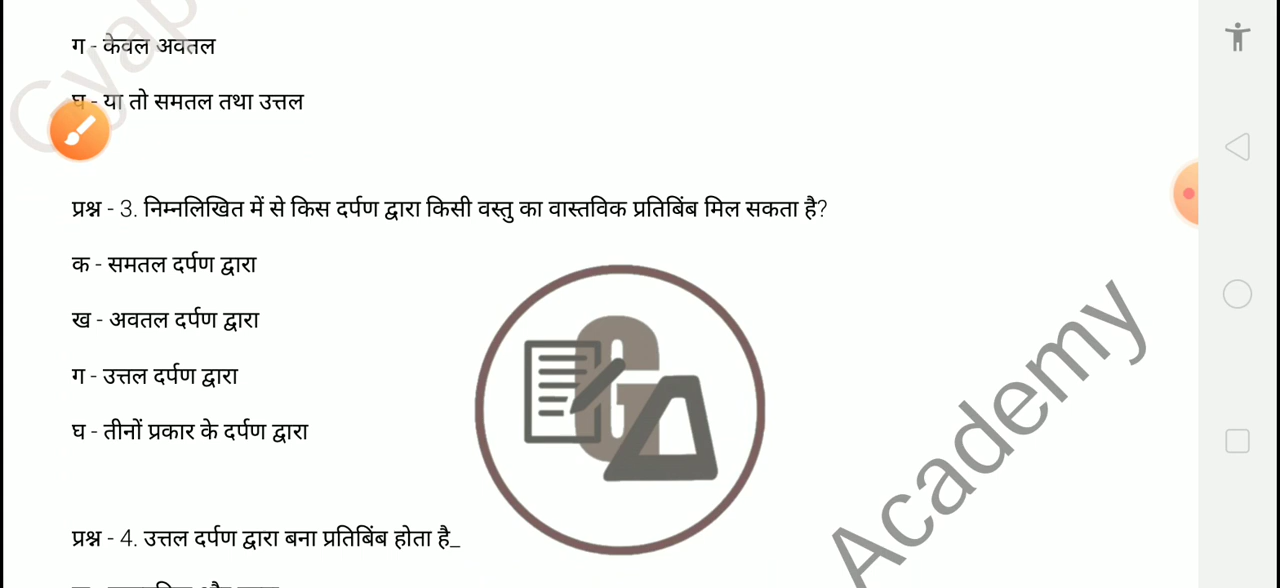 ग - केवल अवतल
घ - या तो समतल तथा उत्तल
प्रश्न - 3. निम्नलिखित में से किस दर्पण द्वारा किसी वस्तु का वास्तविक प्रतिबिंब मिल सकता है?
क - समतल दर्पण द्वारा
ख - अवतल दर्पण द्वारा
ग - उत्तल दर्पण द्वारा
घ - तीनों प्रकार के दर्पण द्वारा
G
Academy
प्रश्न - 4. उत्तल दर्पण द्वारा बना प्रतिबिंब होता है_